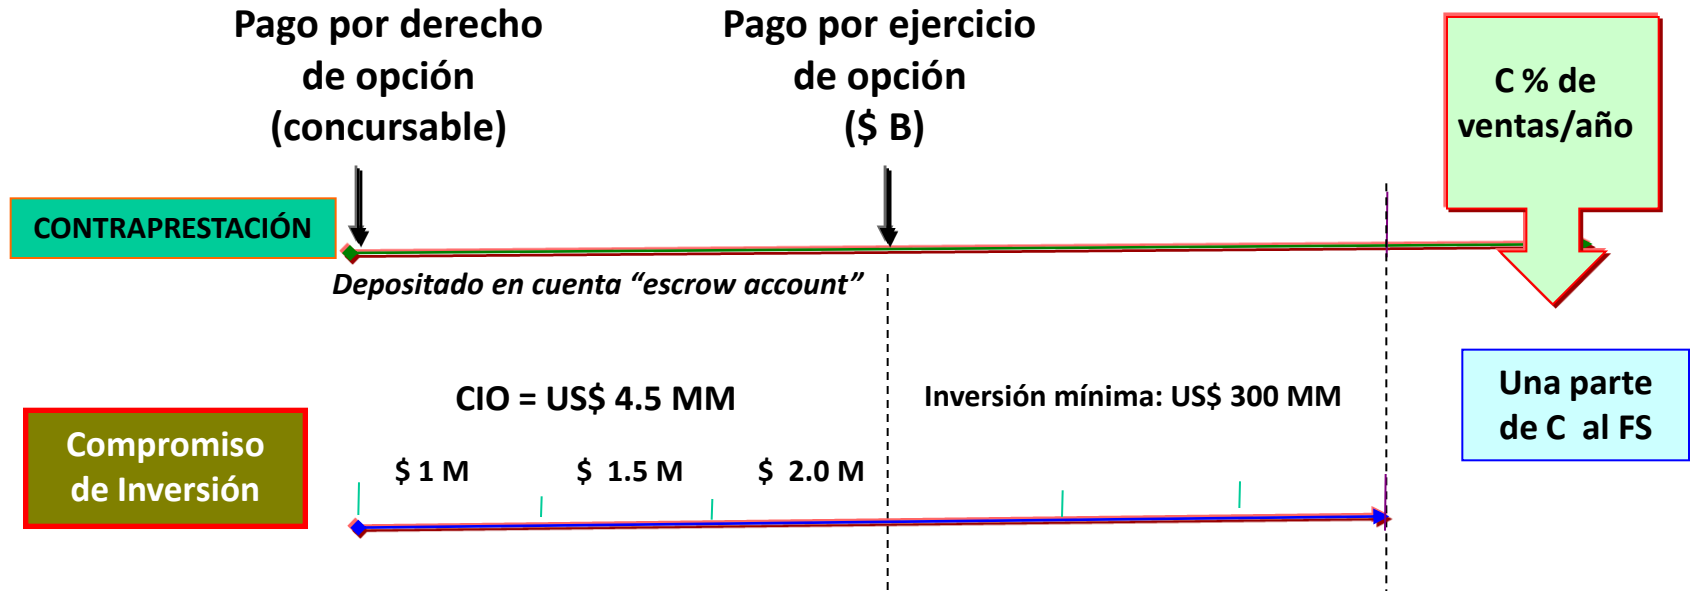 Pago por derecho
de opción
(concursable)
Pago por ejercicio
de opción
($ B)
C % de
ventas/año
CONTRAPRESTACIÓN
Depositado en cuenta “escrow account”
CIO = US$ 4.5 MM
Inversión mínima: US$ 300 MM
Una parte
de C al FS
Compromiso
de Inversión
$ 1 M
$ 1.5 M
$ 2.0 M